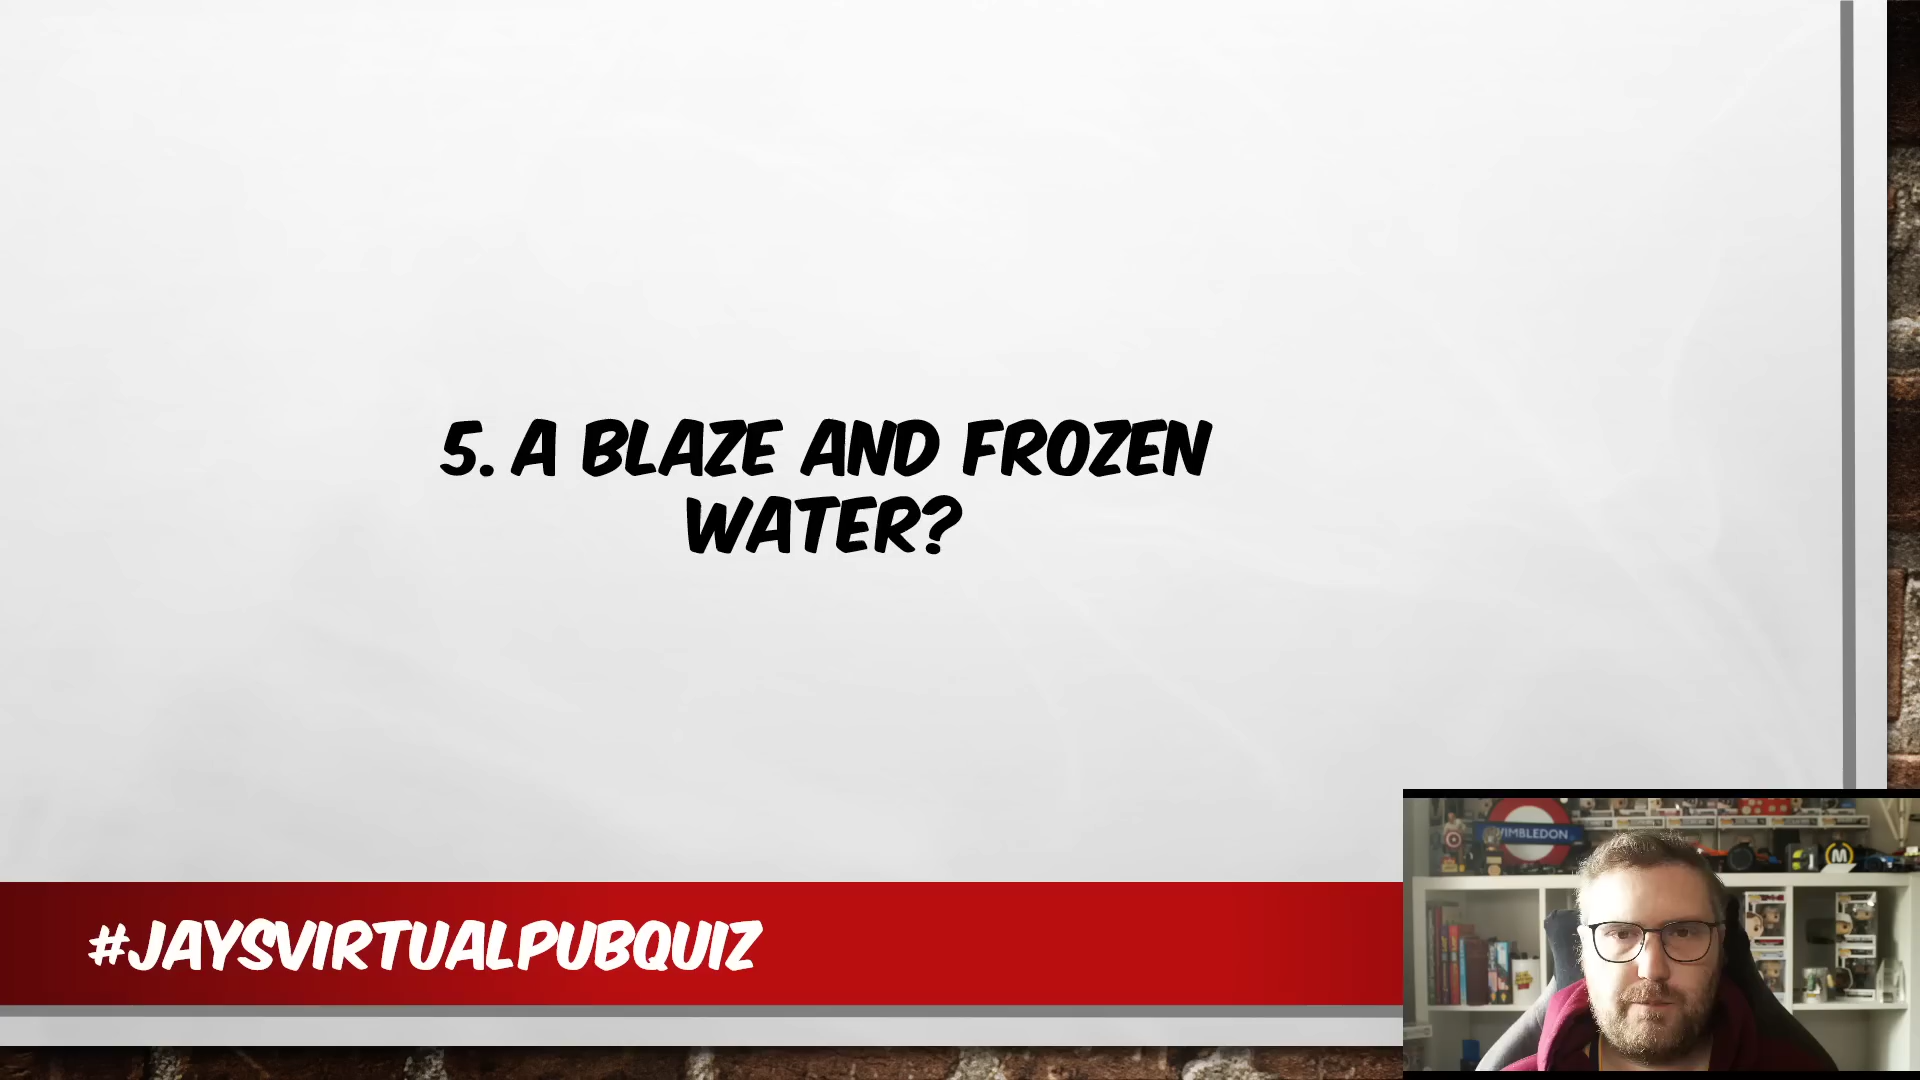 5. A BLAZE AND FROZEN
WATER?
#JAYSVIRTUALPUBQUIZ
WIMBLEDON
M